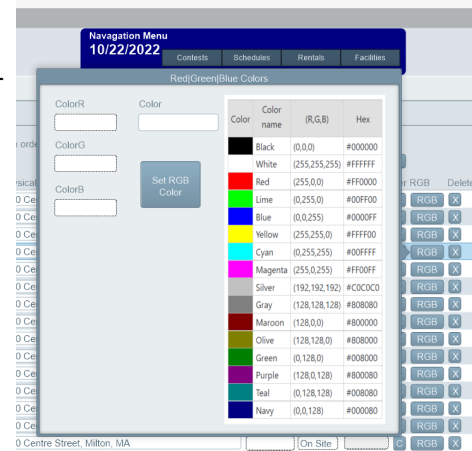 Navagation Menu
10/22/2022
Contests Schedules Rentals Facilities
Red|Green|Blue Colors
ColorR Color
ColorG
ColorB
Set RGB
Color
Color Color name (R,G,B) Hex
Black (0,0,0) #000000
White (255,255,255) #FFFFFF
Red (255,0,0) #FF0000
Lime (0,255,0) #00FF00
Blue (0,0,255) #0000FF
Yellow (255,255,0) #FFFF00
Cyan (0,255,255) #00FFFF
Magenta (255,0,255) #FF00FF
Silver (192,192,192) #C0C0C0
Gray (128,128,128) #808080
Maroon (128,0,0) #800000
Olive (128,128,0) #808000
Green (0,128,0) #008000
Purple (128,0,128) #800080
Teal (0,128,128) #008080
Navy (0,0,128) #000080
RGB Delete
RGB X
RGB X
RGB X
RGB X
RGB X
RGB X
RGB X
RGB X
RGB X
RGB X
RGB X
RGB X
RGB X
RGB X
0 Centre Street, Milton, MA On Site C RGB X